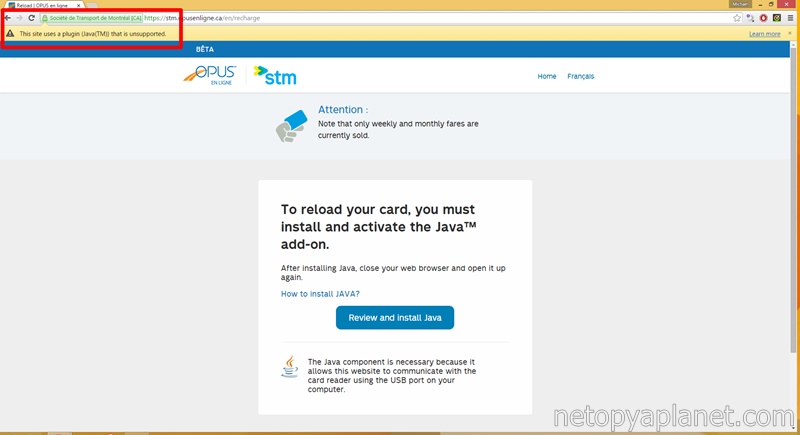 Reload | OPUS en ligne
Michael
Société de Transport de Montréal [CA] https://stm.opusenligne.ca/en/recharge
This site uses a plugin (Java(TM)) that is unsupported. Learn more
BÊTA
OPUS
EN LIGNE
stm
Home Français
Attention :
Note that only weekly and monthly fares are
currently sold.
To reload your card, you must
install and activate the Java™
add-on.
After installing Java, close your web browser and open it up
again.
How to install JAVA?
Review and install Java
The Java component is necessary because it
allows this website to communicate with the
card reader using the USB port on your
computer.
netopyaplanet.com